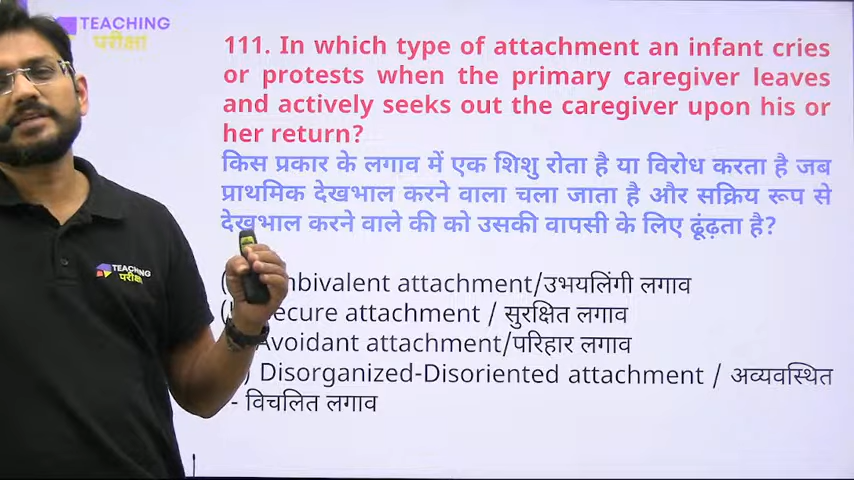 TEACHING
परीक्षा
111. In which type of attachment an infant cries
or protests when the primary caregiver leaves
and actively seeks out the caregiver upon his or
her return?
किस प्रकार के लगाव में एक शिशु रोता है या विरोध करता है जब
प्राथमिक देखभाल करने वाला चला जाता है और सक्रिय रूप से
देखभाल करने वाले की को उसकी वापसी के लिए ढूंढ़ता है?
attachment/उभयलिंगी लगाव
attachment / सुरक्षित लगाव
Avoidant attachment/परिहार लगाव
) Disorganized-Disoriented attachment / अव्यवस्थित
- विचलित लगाव
TEACHING
परीक्षा